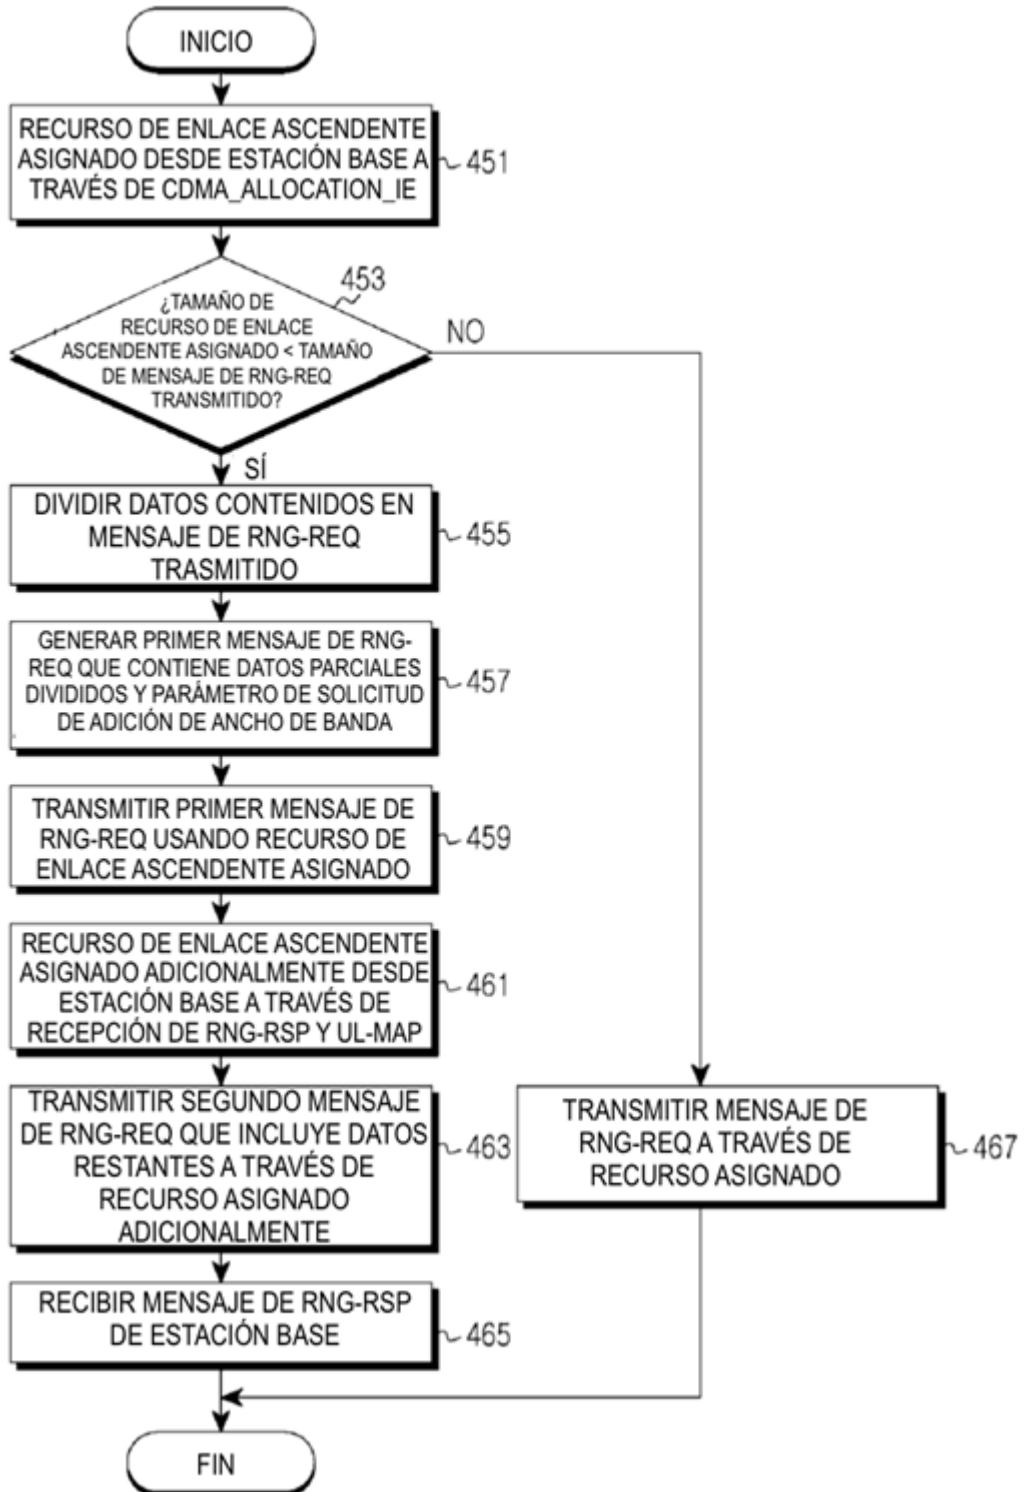 INICIO
RECURSO DE ENLACE ASCENDENTE
ASIGNADO DESDE ESTACIÓN BASE A
TRAVÉS DE CDMA_ALLOCATION_IE
451
453
¿TAMAÑO DE
RECURSO DE ENLACE
ASCENDENTE ASIGNADO < TAMAÑO
DE MENSAJE DE RNG-REQ
TRANSMITIDO?
NO
SÍ
DIVIDIR DATOS CONTENIDOS EN
MENSAJE DE RNG-REQ
TRASMITIDO
455
GENERAR PRIMER MENSAJE DE RNG-
REQ QUE CONTIENE DATOS PARCIALES
DIVIDIDOS Y PARÁMETRO DE SOLICITUD
DE ADICIÓN DE ANCHO DE BANDA
457
TRANSMITIR PRIMER MENSAJE DE
RNG-REQ USANDO RECURSO DE
ENLACE ASCENDENTE ASIGNADO
459
RECURSO DE ENLACE ASCENDENTE
ASIGNADO ADICIONALMENTE DESDE
ESTACIÓN BASE A TRAVÉS DE
RECEPCIÓN DE RNG-RSP Y UL-MAP
461
TRANSMITIR SEGUNDO MENSAJE
DE RNG-REQ QUE INCLUYE DATOS
RESTANTES A TRAVÉS DE
RECURSO ASIGNADO
ADICIONALMENTE
463
TRANSMITIR MENSAJE DE
RNG-REQ A TRAVÉS DE
RECURSO ASIGNADO
467
RECIBIR MENSAJE DE RNG-RSP
DE ESTACIÓN BASE
465
FIN